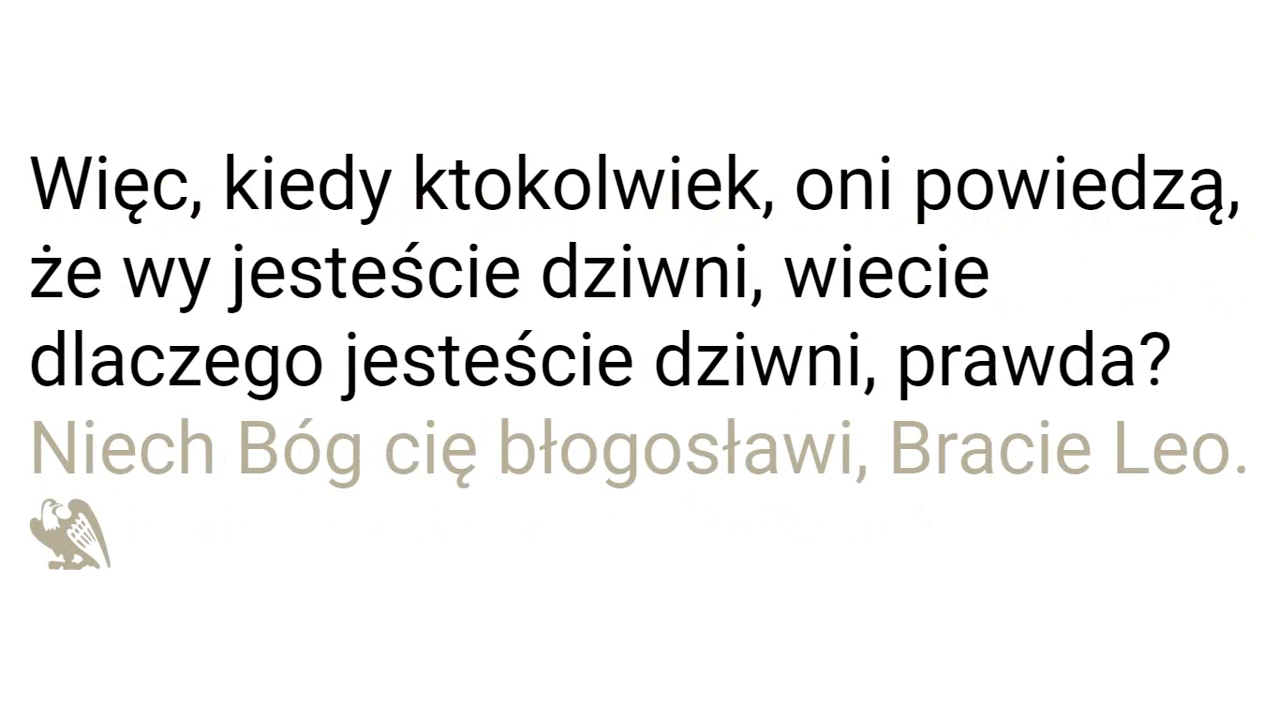 Więc, kiedy ktokolwiek, oni powiedzą,
że wy jesteście dziwni, wiecie
dlaczego jesteście dziwni, prawda?
Niech Bóg cię błogosławi, Bracie Leo.